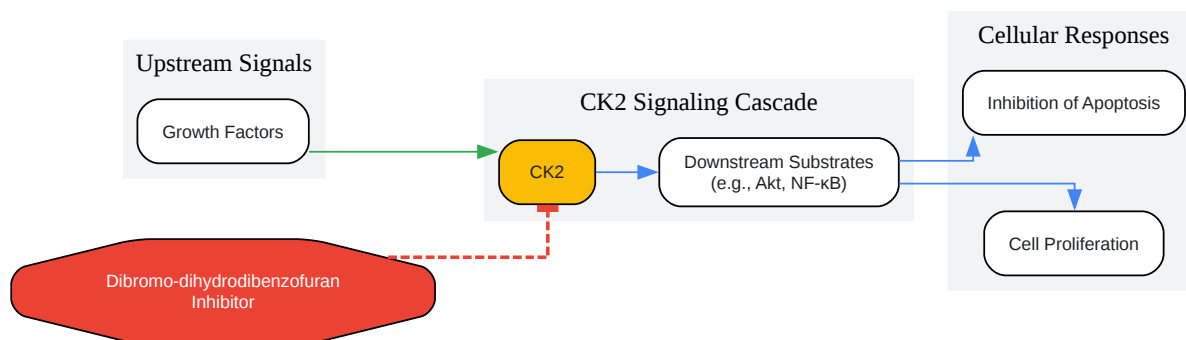 Upstream Signals
Growth Factors
CK2 Signaling Cascade
CK2
Downstream Substrates
(e.g., Akt, NF-κB)
Cellular Responses
Inhibition of Apoptosis
Cell Proliferation
Dibromo-dihydrodibenzofuran
Inhibitor